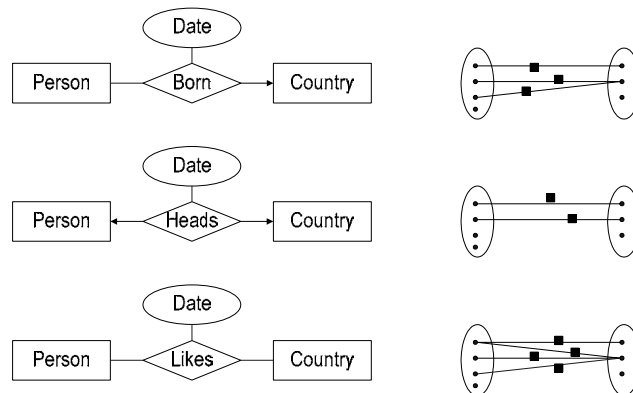 Date
Person Born Country
Date
Person Heads Country
Date
Person Likes Country